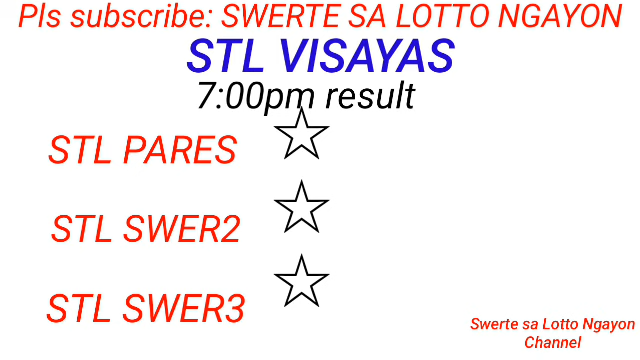 Pls subscribe: SWERTE SA LOTTO NGAYON
STL VISAYAS
7:00pm result
STL PARES
STL SWER2
STL SWER3
Swerte sa Lotto Ngayon
Channel